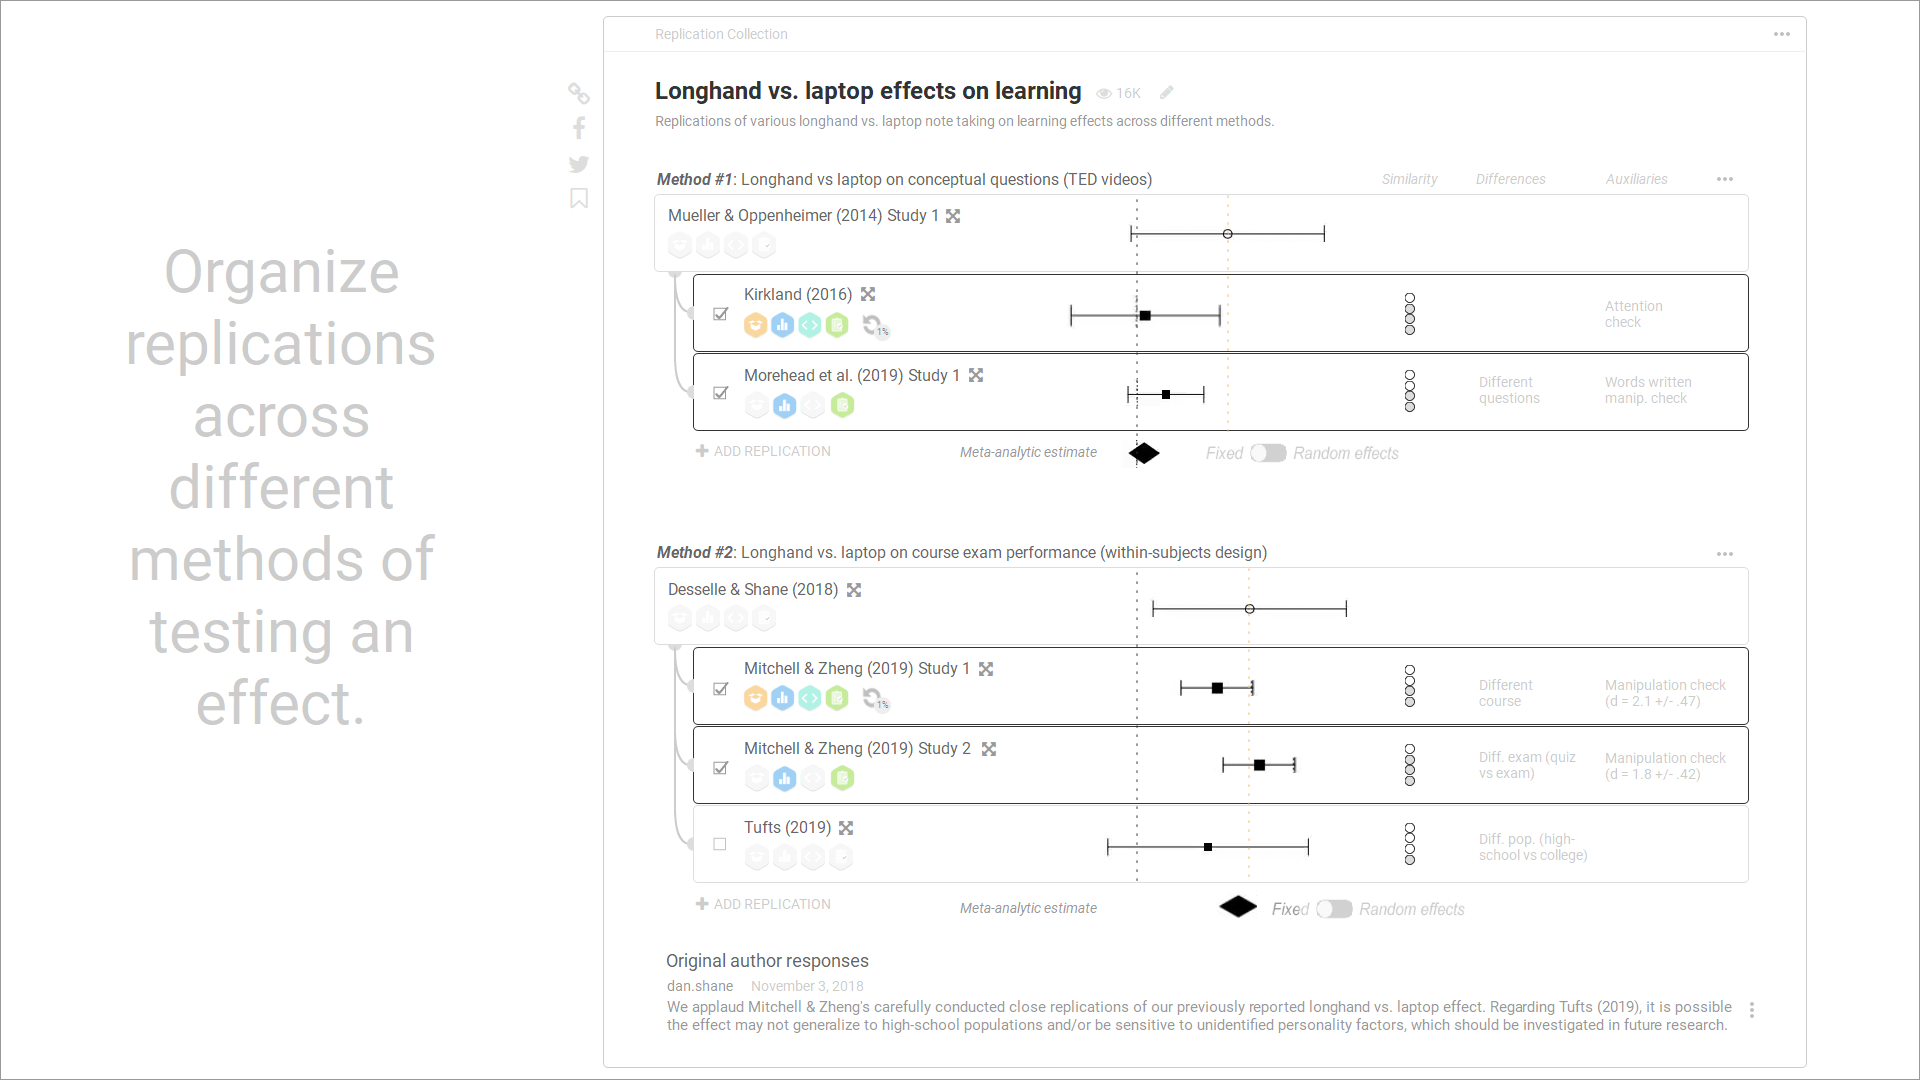 Organize
replications
across
different
methods of
testing an
effect.
Replication Collection
Longhand vs. laptop effects on learning 16K
Replications of various longhand vs. laptop note taking on learning effects across different methods.
Method #1: Longhand vs laptop on conceptual questions (TED videos) Similarity Differences Auxiliaries
Mueller & Oppenheimer (2014) Study 1
Kirkland (2016)
1%
Attention
check
Morehead et al. (2019) Study 1
Different
questions
Words written
manip. check
ADD REPLICATION Meta-analytic estimate Fixed Random effects
Method #2: Longhand vs. laptop on course exam performance (within-subjects design)
Desselle & Shane (2018)
Mitchell & Zheng (2019) Study 1
1%
Different
course
Manipulation check
(d = 2.1 +/- .47)
Mitchell & Zheng (2019) Study 2
Diff. exam (quiz
vs exam)
Manipulation check
(d = 1.8 +/- .42)
Tufts (2019)
Diff. pop. (high-
school vs college)
ADD REPLICATION Meta-analytic estimate Fixed Random effects
Original author responses
dan.shane November 3, 2018
We applaud Mitchell & Zheng's carefully conducted close replications of our previously reported longhand vs. laptop effect. Regarding Tufts (2019), it is possible
the effect may not generalize to high-school populations and/or be sensitive to unidentified personality factors, which should be investigated in future research.